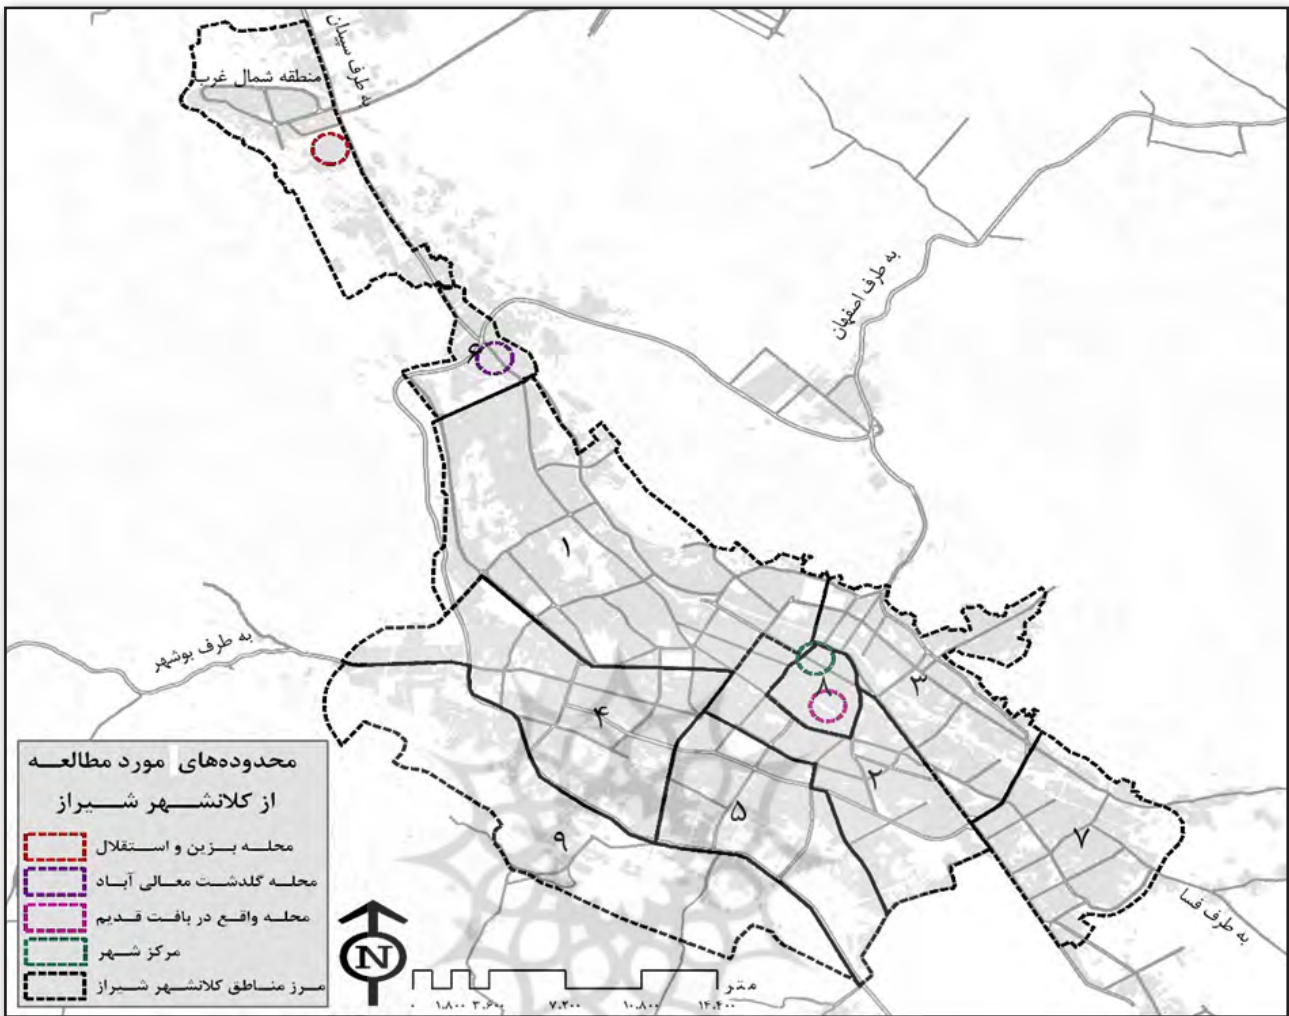 به طرف سپیدان
منطقه شمال غرب
به طرف اصفهان
۶
۱
به طرف بوشهر
۳
۸
۴
۲
۵
۹
۷
به طرف فسا
محدوده‌های مورد مطالعه
از کلانشهر شیراز
محله بزین و استقلال
محله گلدشت معالی آباد
محله واقع در بافت قدیم
مرکز شهر
مرز مناطق کلانشهر شیراز
N
متر
۰ ۱.۸۰۰ ۳.۶۰۰ ۷.۲۰۰ ۱۰.۸۰۰ ۱۴.۴۰۰